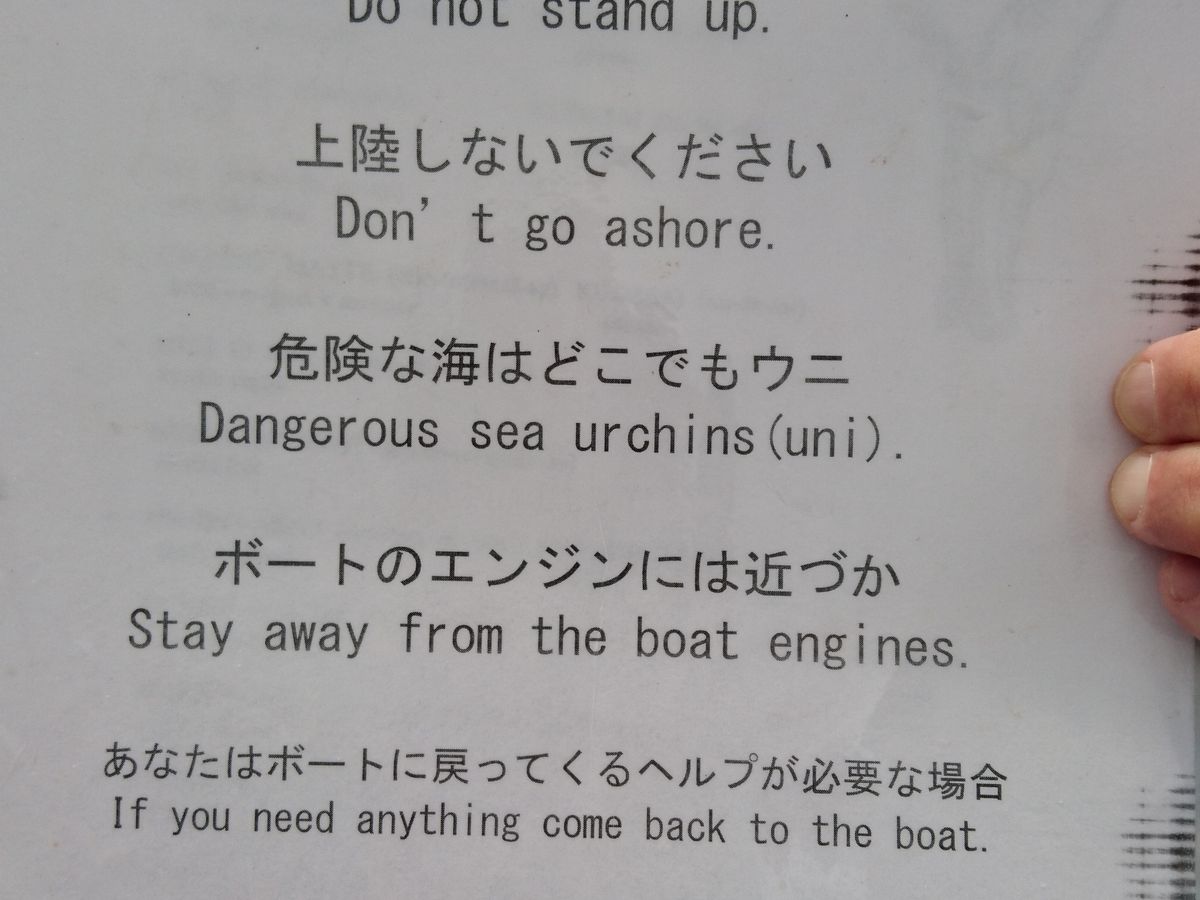 Do not stand up.
上陸しないでください
Don't go ashore.
危険な海はどこでもウニ
Dangerous sea urchins(uni).
ボートのエンジンには近づか
Stay away from the boat engines.
あなたはボートに戻ってくるヘルプが必要な場合
If you need anything come back to the boat.